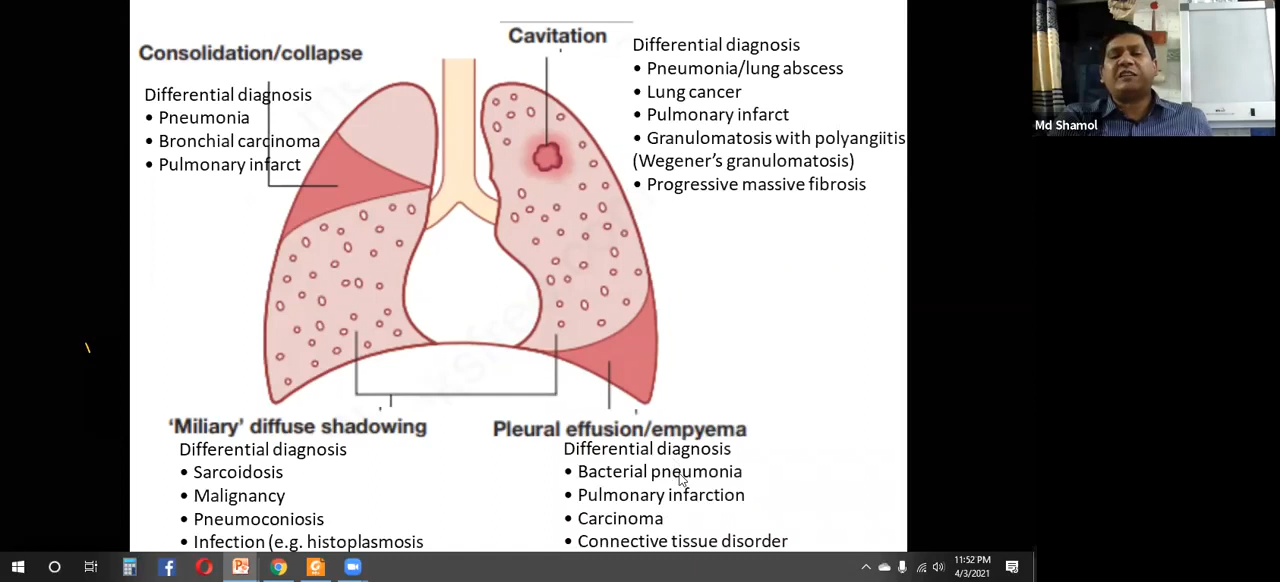 Consolidation/collapse
Differential diagnosis
• Pneumonia
• Bronchial carcinoma
• Pulmonary infarct
Cavitation
Differential diagnosis
• Pneumonia/lung abscess
• Lung cancer
• Pulmonary infarct
• Granulomatosis with polyangiitis
(Wegener's granulomatosis)
• Progressive massive fibrosis
Md Shamol
'Miliary' diffuse shadowing
Differential diagnosis
• Sarcoidosis
• Malignancy
• Pneumoconiosis
• Infection (e.g. histoplasmosis
Pleural effusion/empyema
Differential diagnosis
• Bacterial pneumonia
• Pulmonary infarction
• Carcinoma
• Connective tissue disorder
11:52 PM
4/3/2021